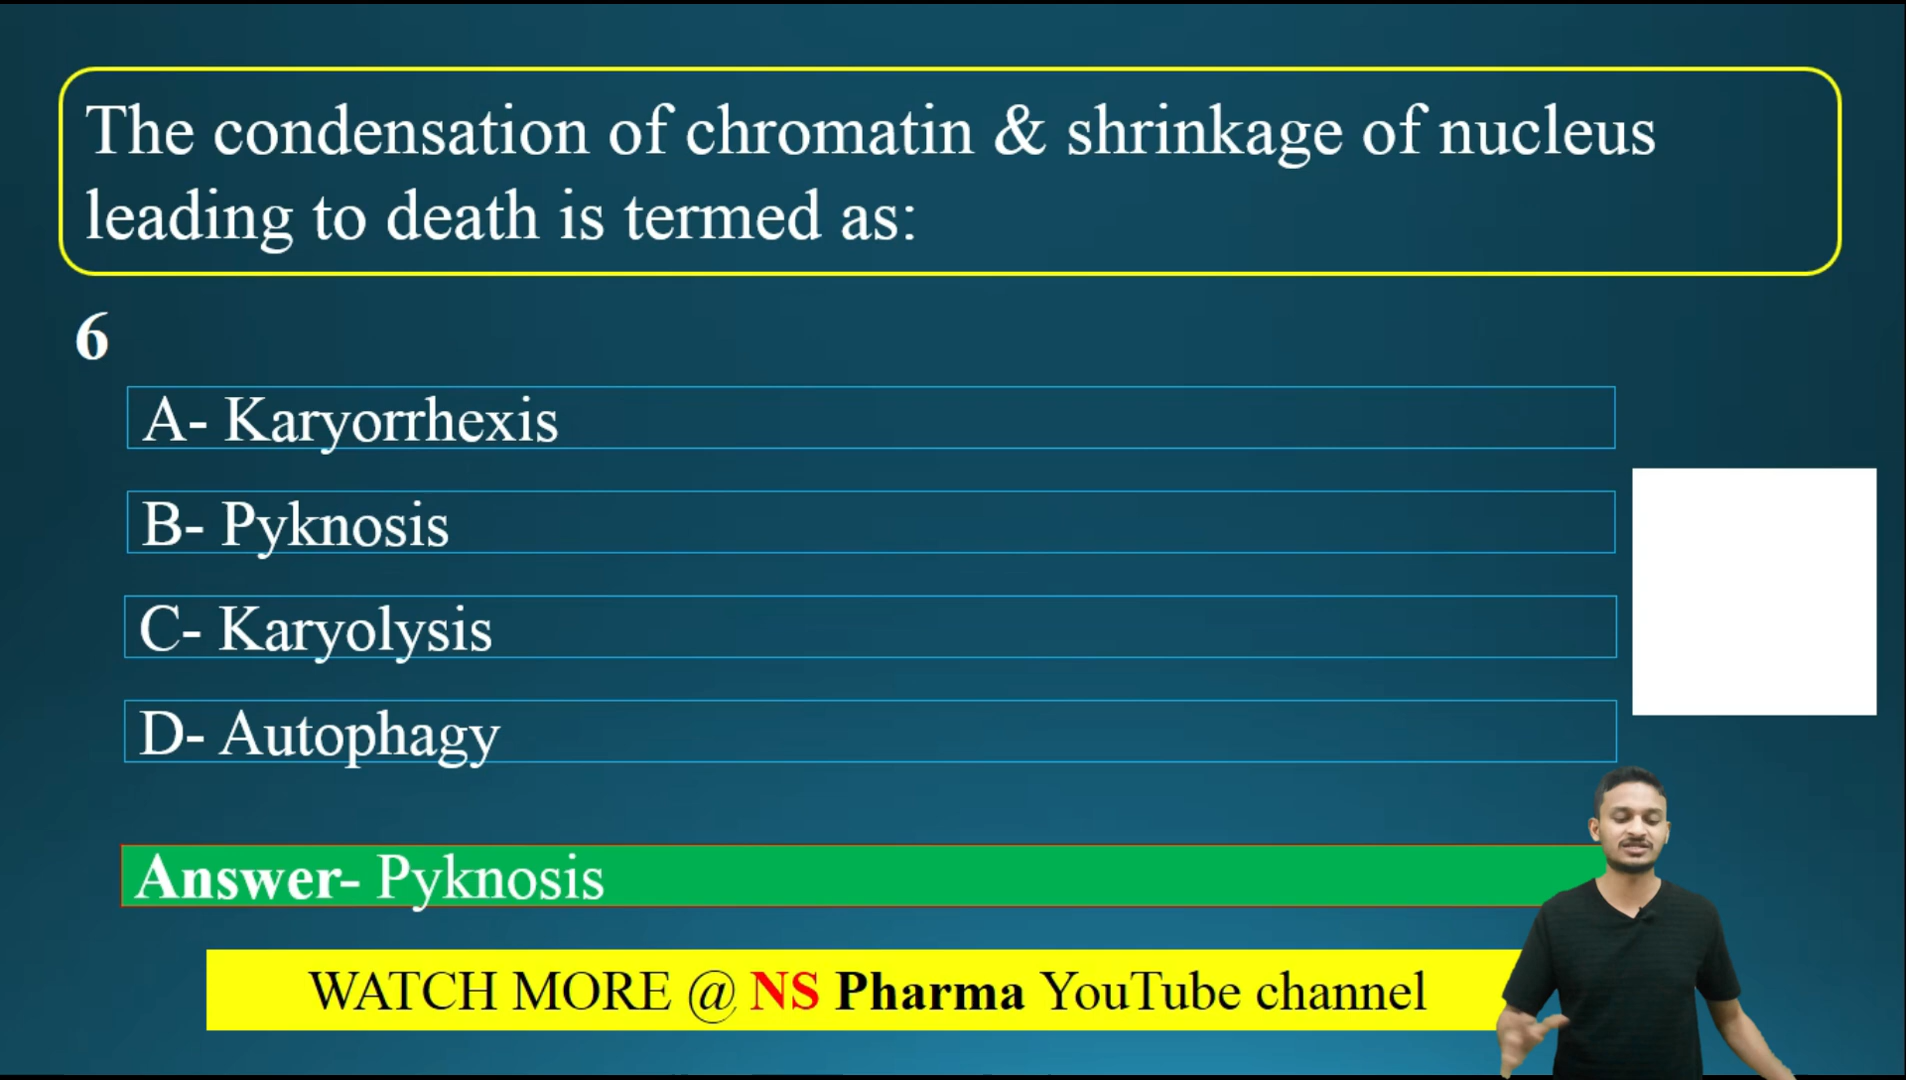 The condensation of chromatin & shrinkage of nucleus
leading to death is termed as:
6
A- Karyorrhexis
B- Pyknosis
C- Karyolysis
D- Autophagy
Answer- Pyknosis
WATCH MORE @ NS Pharma YouTube channel